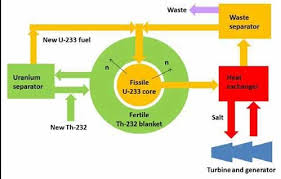 Waste
Waste
separator
New U-233 fuel
n
n
Uranium
separator
Fissile
U-233 core
Heat
exchanger
Fertile
Th-232 blanket
New Th-232
Salt
Turbine and generator